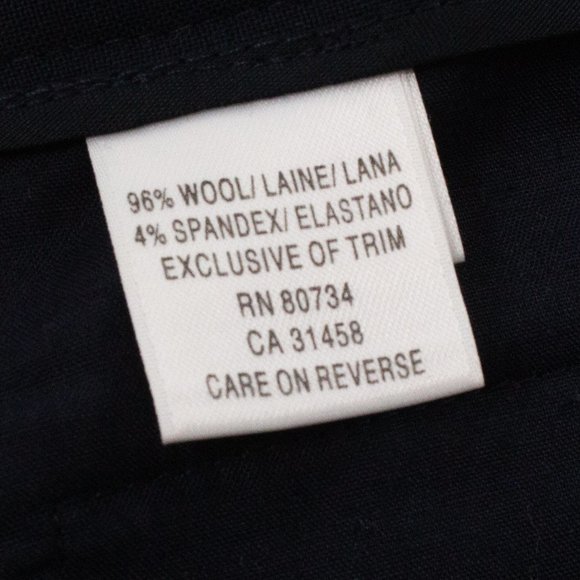 96% WOOL/ LAINE/ LANA
4% SPANDEX/ ELASTANO
EXCLUSIVE OF TRIM
RN 80734
CA 31458
CARE ON REVERSE